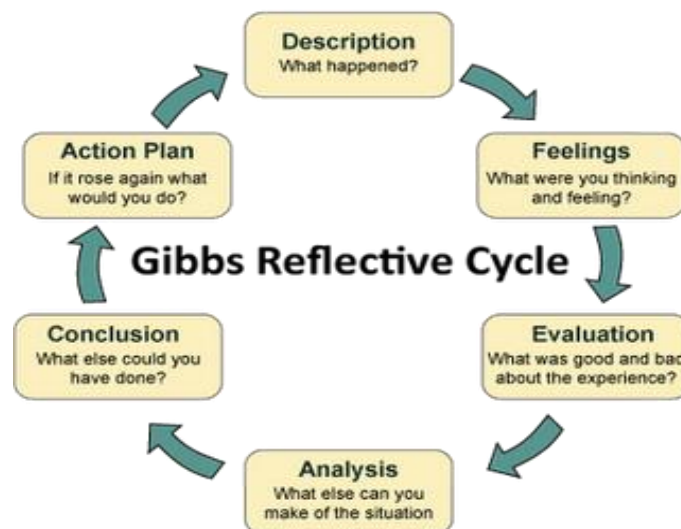 Description
What happened?
Feelings
What were you thinking
and feeling?
Evaluation
What was good and bad
about the experience?
Analysis
What else can you
make of the situation
Conclusion
What else could you
have done?
Action Plan
If it rose again what
would you do?
Gibbs Reflective Cycle